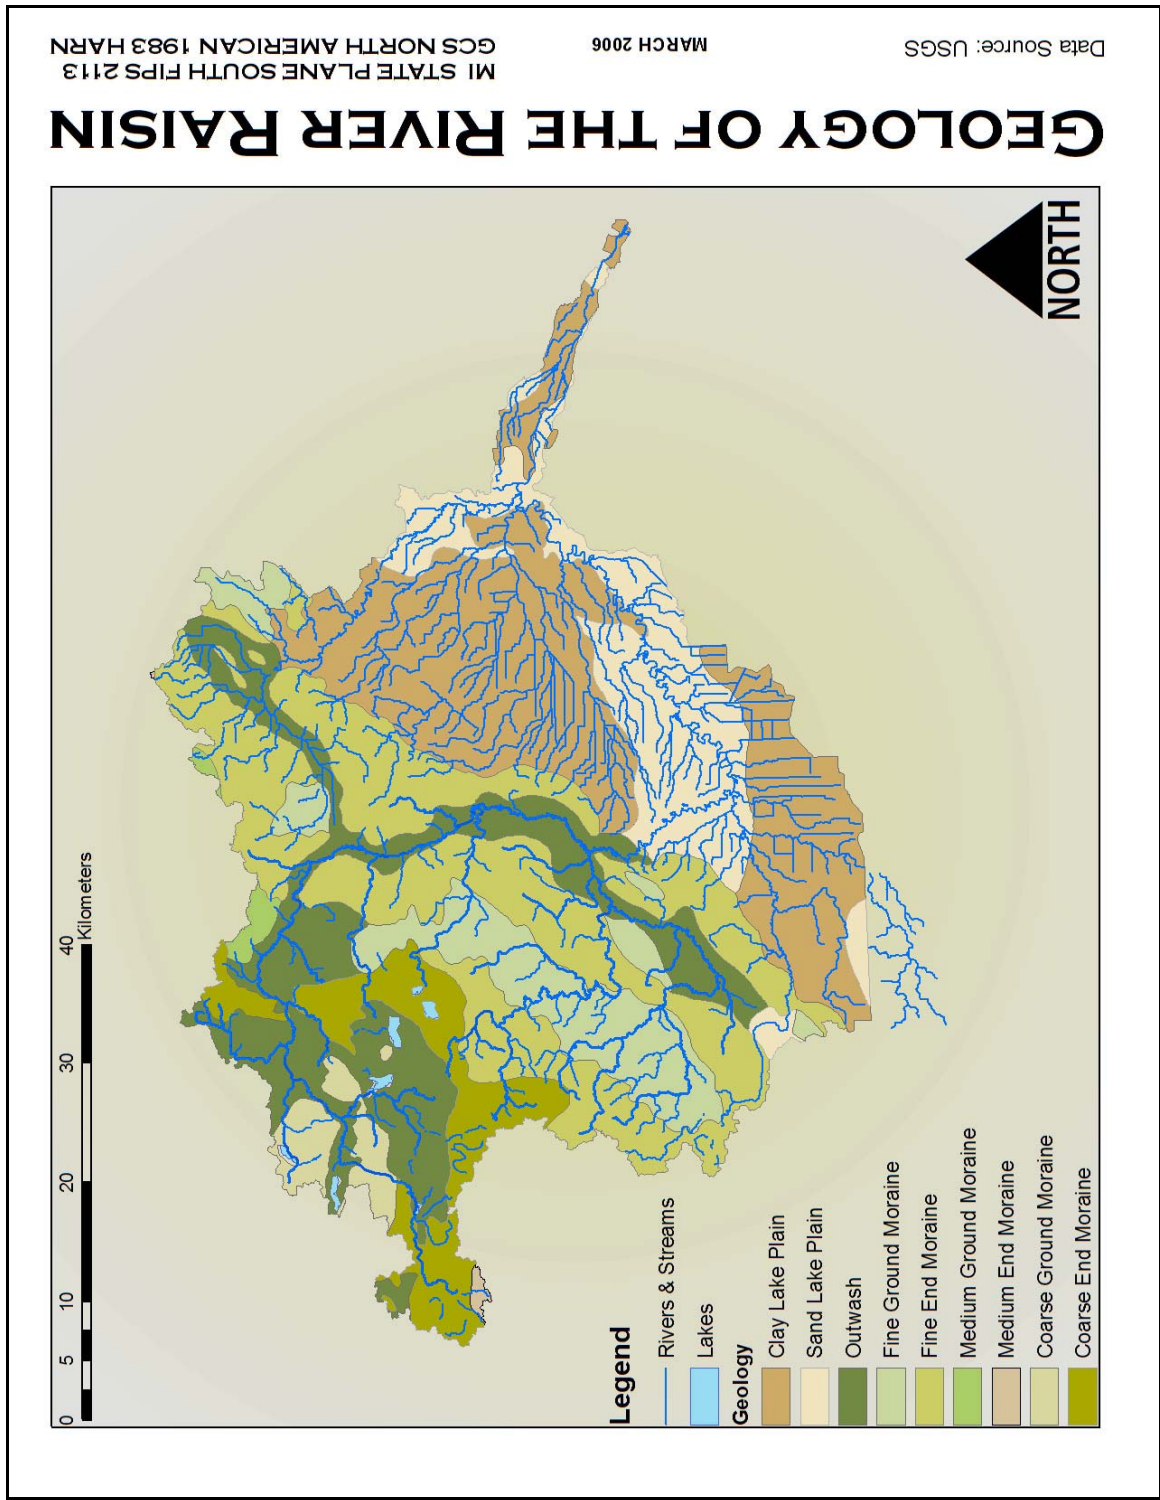 GEOLOGY OF THE RIVER RAISIN
Data Source: USGS
MARCH 2006
MI STATE PLANE SOUTH FIPS 2113
GCS NORTH AMERICAN 1983 HARN
NORTH
0 5 10 20 30 40
Kilometers
Legend
Rivers & Streams
Lakes
Geology
Clay Lake Plain
Sand Lake Plain
Outwash
Fine Ground Moraine
Fine End Moraine
Medium Ground Moraine
Medium End Moraine
Coarse Ground Moraine
Coarse End Moraine